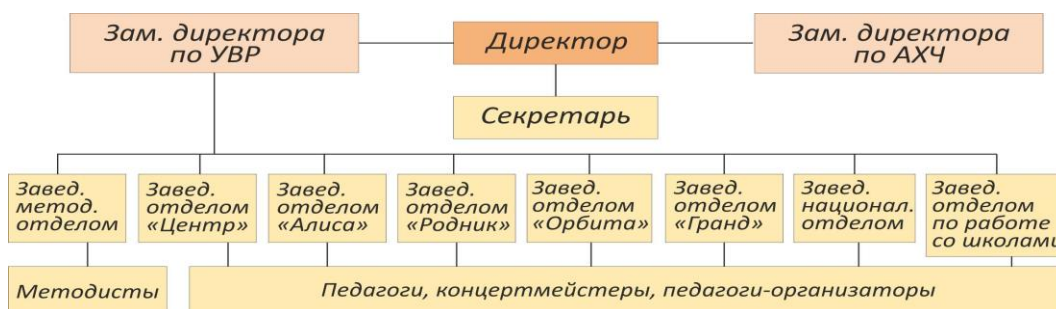 Зам. директора
по УВР
Директор
Зам. директора
по АХЧ
Секретарь
Завед.
метод.
отделом
Завед.
отделом
«Центр»
Завед.
отделом
«Алиса»
Завед.
отделом
«Родник»
Завед.
отделом
«Орбита»
Завед.
отделом
«Гранд»
Завед.
национал.
отделом
Завед.
отделом
по работе
со школами
Методисты
Педагоги, концертмейстеры, педагоги-организаторы